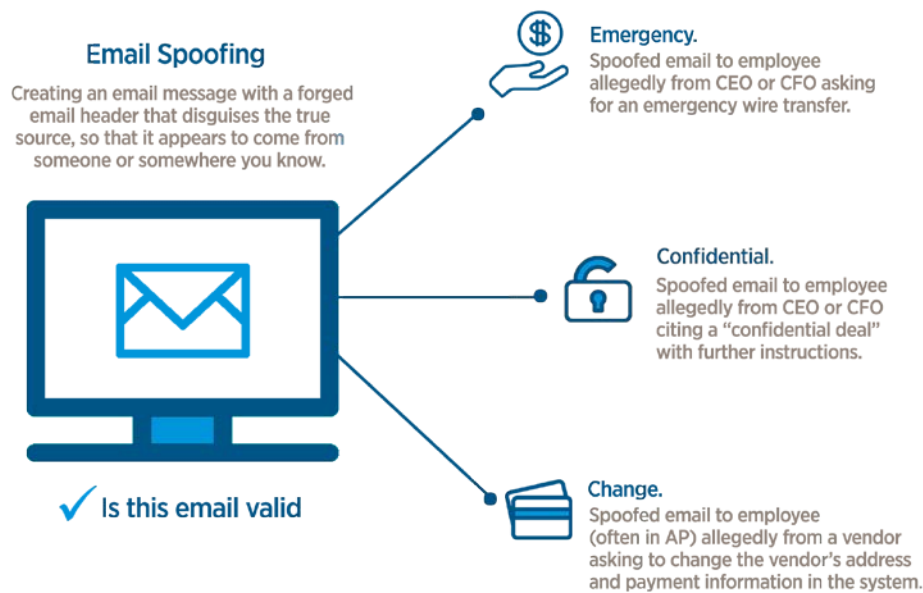 Email Spoofing
Creating an email message with a forged
email header that disguises the true
source, so that it appears to come from
someone or somewhere you know.
Is this email valid
$
Emergency.
Spoofed email to employee
allegedly from CEO or CFO asking
for an emergency wire transfer.
Confidential.
Spoofed email to employee
allegedly from CEO or CFO
citing a “confidential deal”
with further instructions.
Change.
Spoofed email to employee
(often in AP) allegedly from a vendor
asking to change the vendor’s address
and payment information in the system.